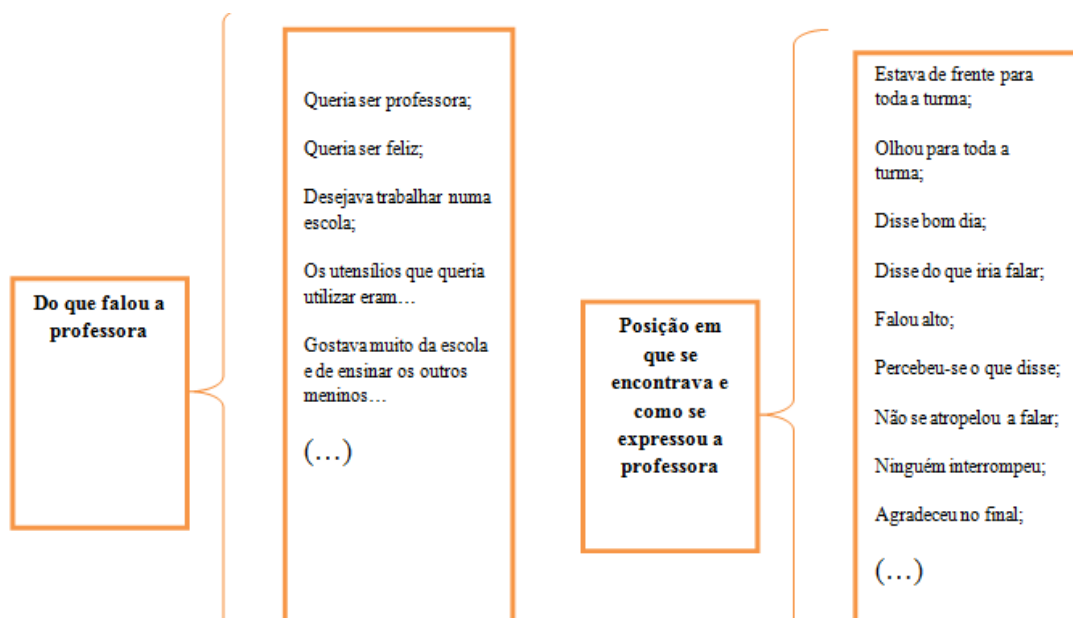 Do que falou a
professora
Queria ser professora;
Queria ser feliz;
Desejava trabalhar numa
escola;
Os utensílios que queria
utilizar eram…
Gostava muito da escola
e de ensinar os outros
meninos…
(…)
Posição em
que se
encontrava e
como se
expressou a
professora
Estava de frente para
toda a turma;
Olhou para toda a
turma;
Disse bom dia;
Disse do que iria falar;
Falou alto;
Percebeu-se o que disse;
Não se atropelou a falar;
Ninguém interrompeu;
Agradeceu no final;
(…)